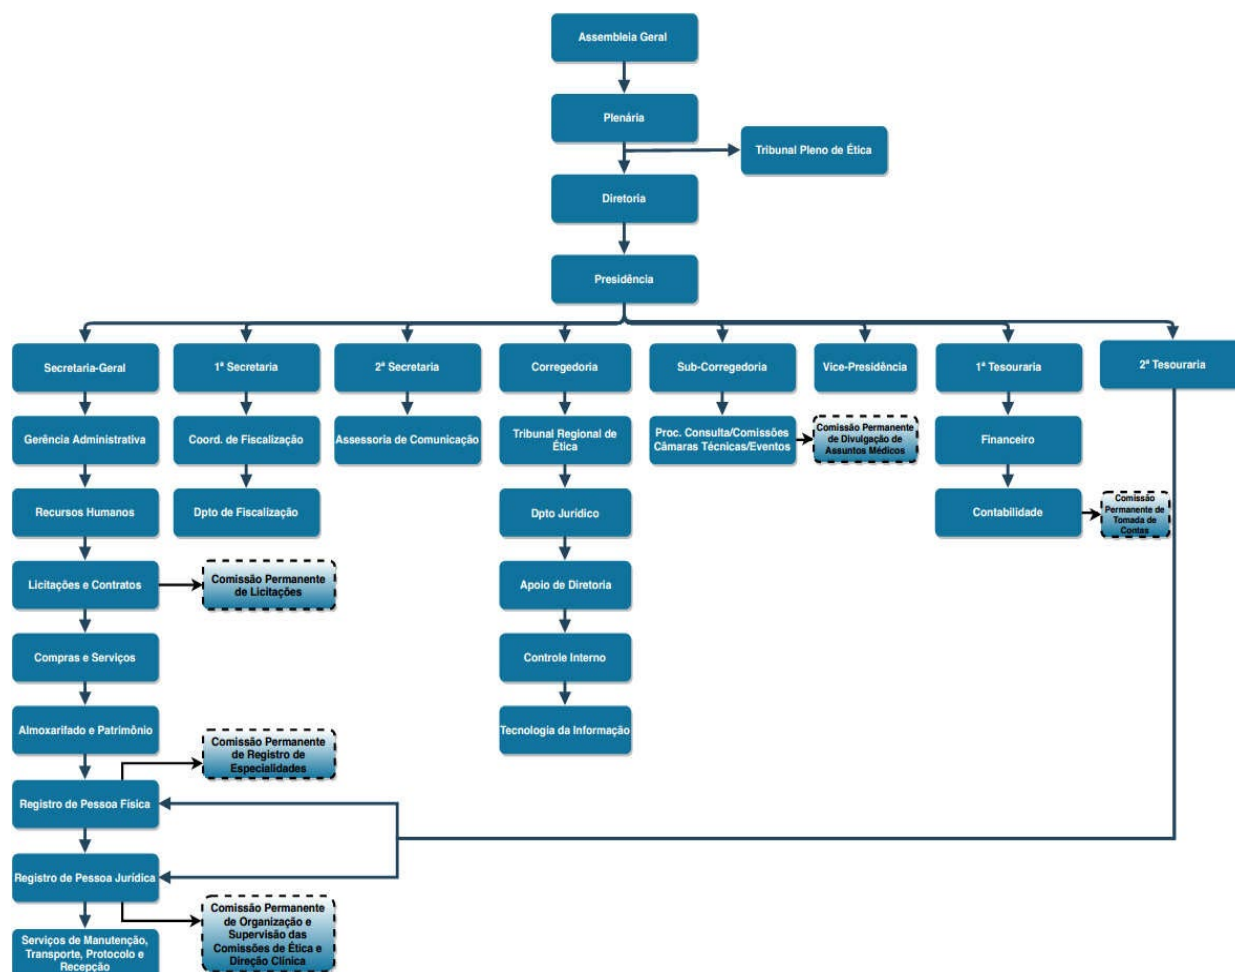 Assembleia Geral
Plenária
Tribunal Pleno de Ética
Diretoria
Presidência
Secretaria-Geral
1ª Secretaria
2ª Secretaria
Corregedoria
Sub-Corregedoria
Vice-Presidência
1ª Tesouraria
2ª Tesouraria
Gerência Administrativa
Coord. de Fiscalização
Assessoria de Comunicação
Tribunal Regional de
Ética
Proc. Consulta/Comissões
Câmaras Técnicas/Eventos
Comissão Permanente
de Divulgação de
Assuntos Médicos
Financeiro
Recursos Humanos
Dpto de Fiscalização
Dpto Jurídico
Contabilidade
Comissão
Permanente de
Tomada de
Contas
Licitações e Contratos
Comissão Permanente
de Licitações
Apoio de Diretoria
Compras e Serviços
Controle Interno
Almoxarifado e Patrimônio
Comissão Permanente
de Registro de
Especialidades
Tecnologia da Informação
Registro de Pessoa Física
Registro de Pessoa Jurídica
Comissão Permanente
de Organização e
Supervisão das
Comissões de Ética e
Direção Clínica
Serviços de Manutenção,
Transporte, Protocolo e
Recepção